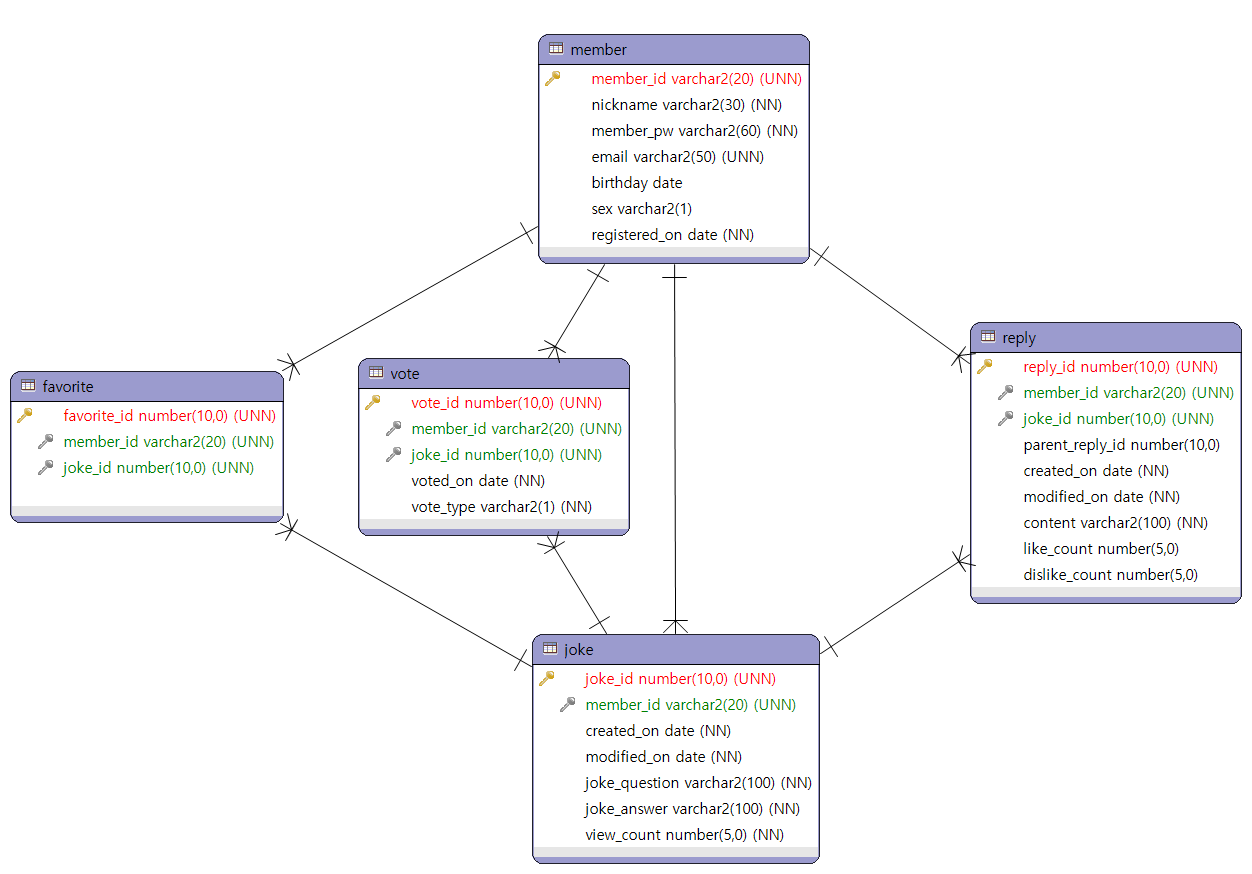 member
member_id varchar2(20) (UNN)
nickname varchar2(30) (NN)
member_pw varchar2(60) (NN)
email varchar2(50) (UNN)
birthday date
sex varchar2(1)
registered_on date (NN)
favorite
favorite_id number(10,0) (UNN)
member_id varchar2(20) (UNN)
joke_id number(10,0) (UNN)
vote
vote_id number(10,0) (UNN)
member_id varchar2(20) (UNN)
joke_id number(10,0) (UNN)
voted_on date (NN)
vote_type varchar2(1) (NN)
reply
reply_id number(10,0) (UNN)
member_id varchar2(20) (UNN)
joke_id number(10,0) (UNN)
parent_reply_id number(10,0)
created_on date (NN)
modified_on date (NN)
content varchar2(100) (NN)
like_count number(5,0)
dislike_count number(5,0)
joke
joke_id number(10,0) (UNN)
member_id varchar2(20) (UNN)
created_on date (NN)
modified_on date (NN)
joke_question varchar2(100) (NN)
joke_answer varchar2(100) (NN)
view_count number(5,0) (NN)